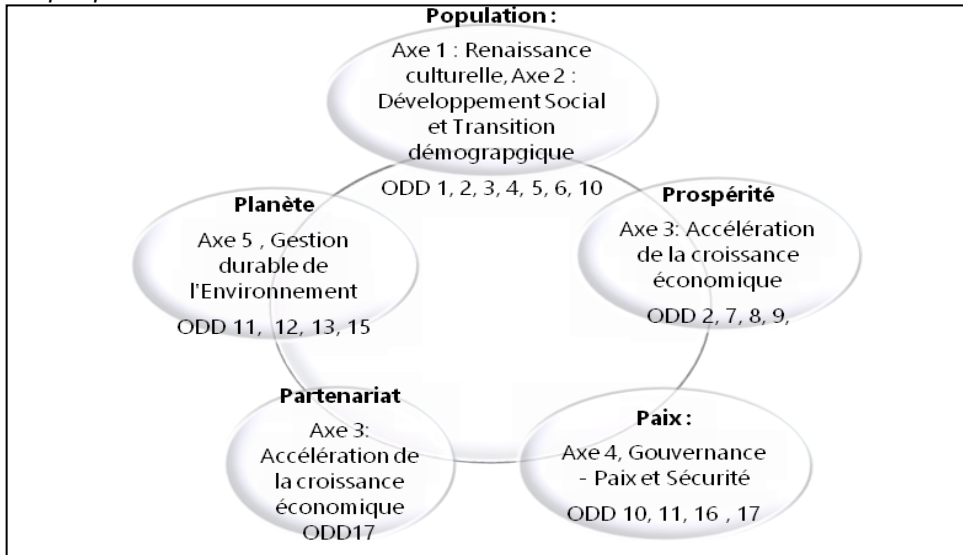 Population :
Axe 1 : Renaissance
culturelle, Axe 2 :
Développement Social
et Transition
démograpgique
ODD 1, 2, 3, 4, 5, 6, 10
Prospérité
Axe 3: Accélération
de la croissance
économique
ODD 2, 7, 8, 9,
Paix :
Axe 4, Gouvernance
- Paix et Sécurité
ODD 10, 11, 16 , 17
Partenariat
Axe 3:
Accélération de
la croissance
économique
ODD17
Planète
Axe 5 , Gestion
durable de
l'Environnement
ODD 11, 12, 13, 15